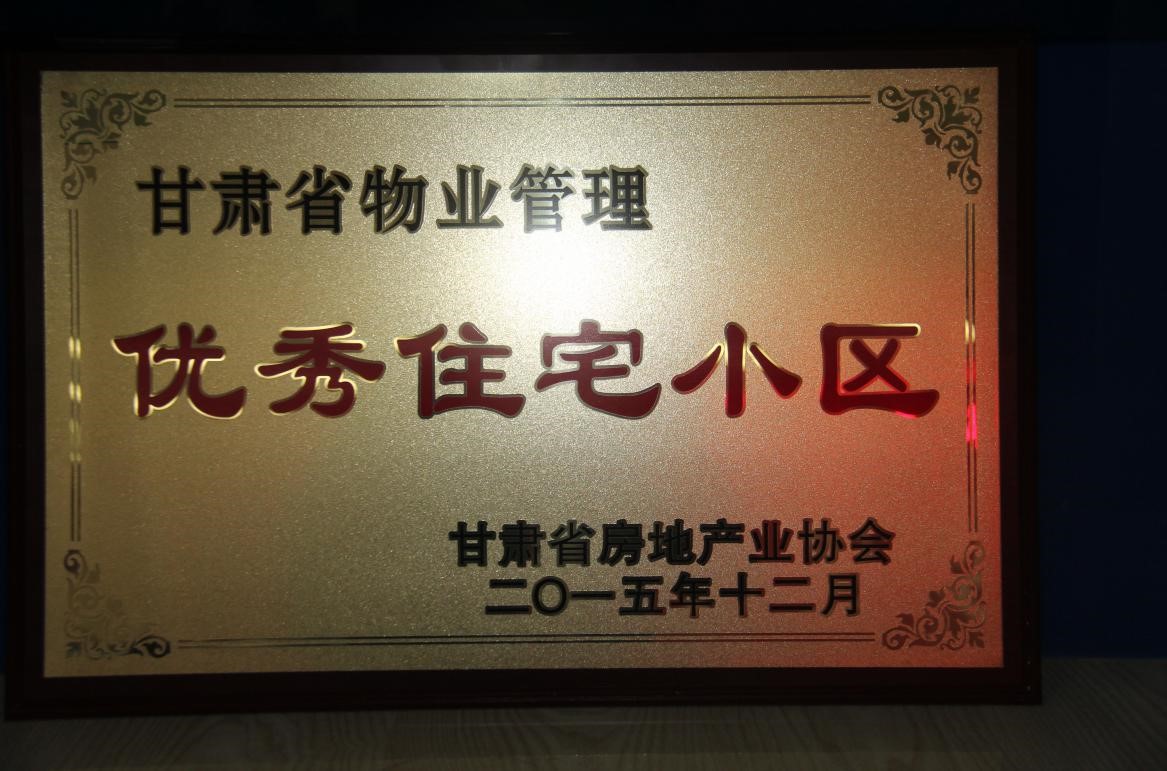 甘肃省物业管理
优秀住宅小区
甘肃省房地产业协会
二〇一五年十二月